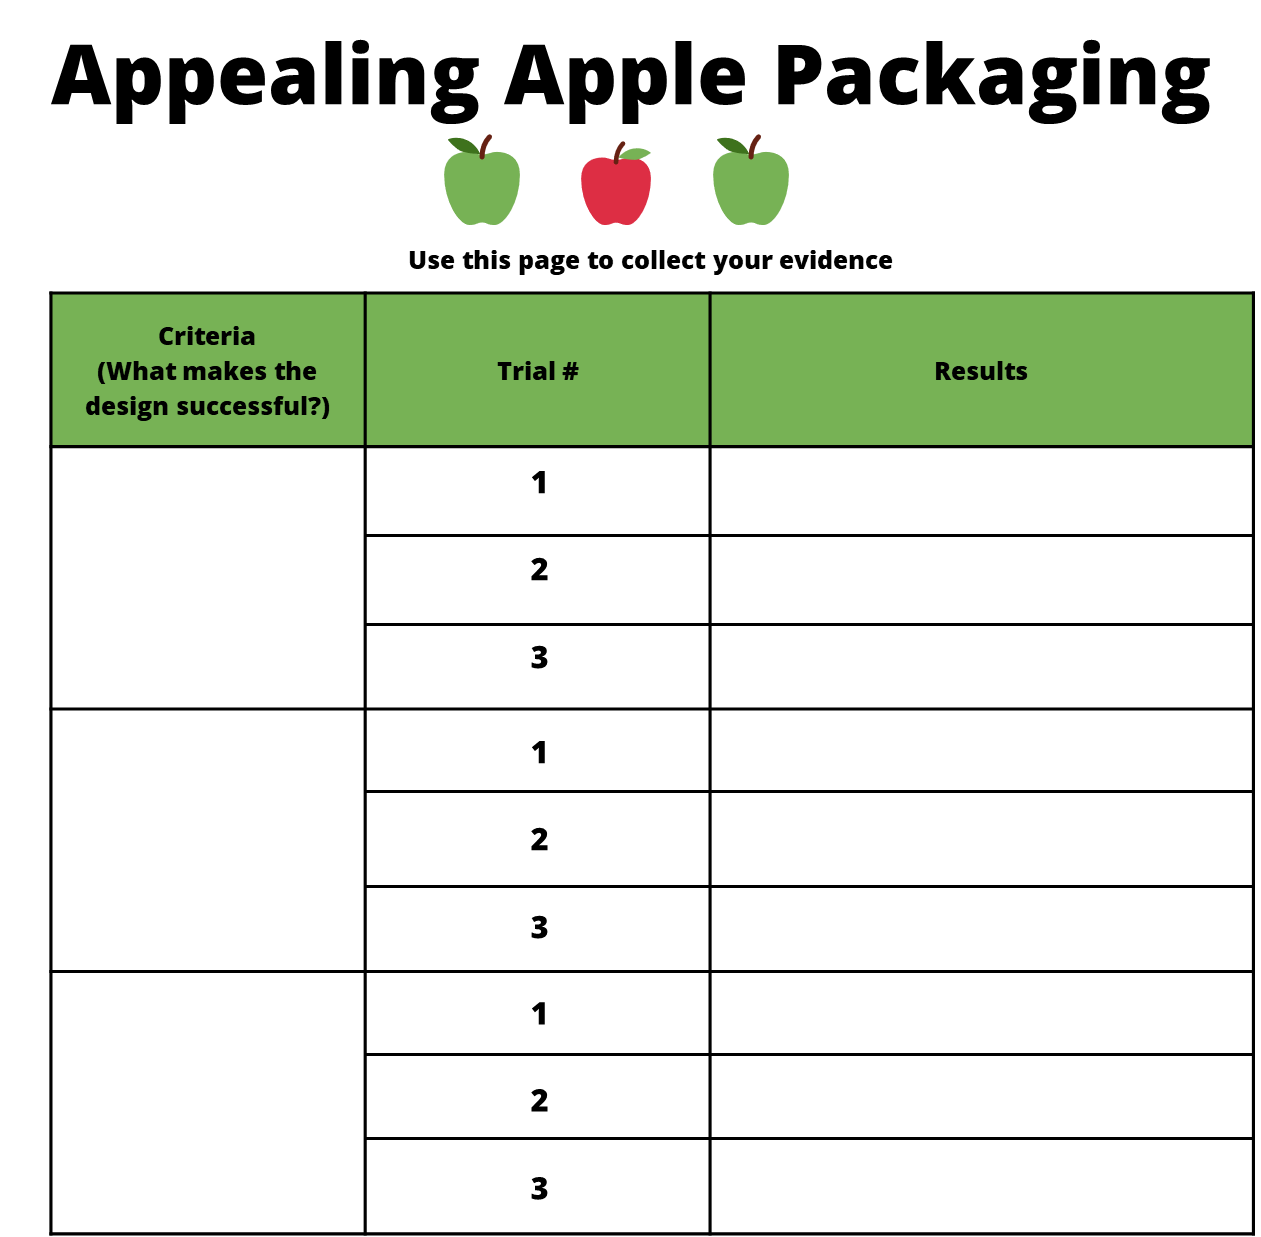 Appealing Apple Packaging
Use this page to collect your evidence
Criteria
(What makes the
design successful?)
Trial #
Results
1
2
3
1
2
3
1
2
3